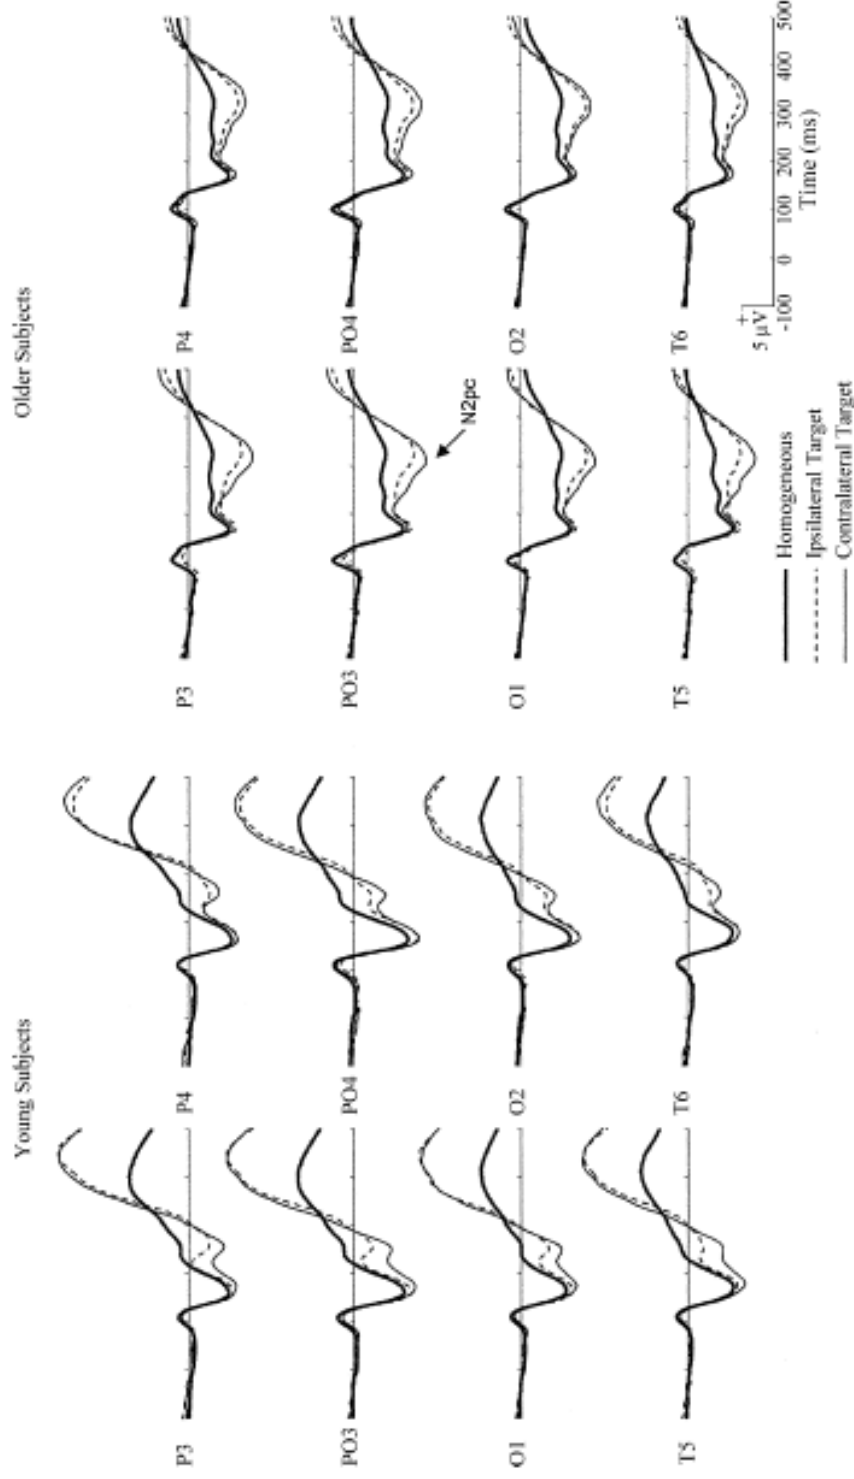 Young Subjects
Older Subjects
P3
P4
P3
P4
PO3
PO4
PO3
PO4
N2pc
O1
O2
O1
O2
T5
T6
T5
T6
+
5 µV
-100 0 100 200 300 400 500
Time (ms)
Homogeneous
Ipsilateral Target
Contralateral Target